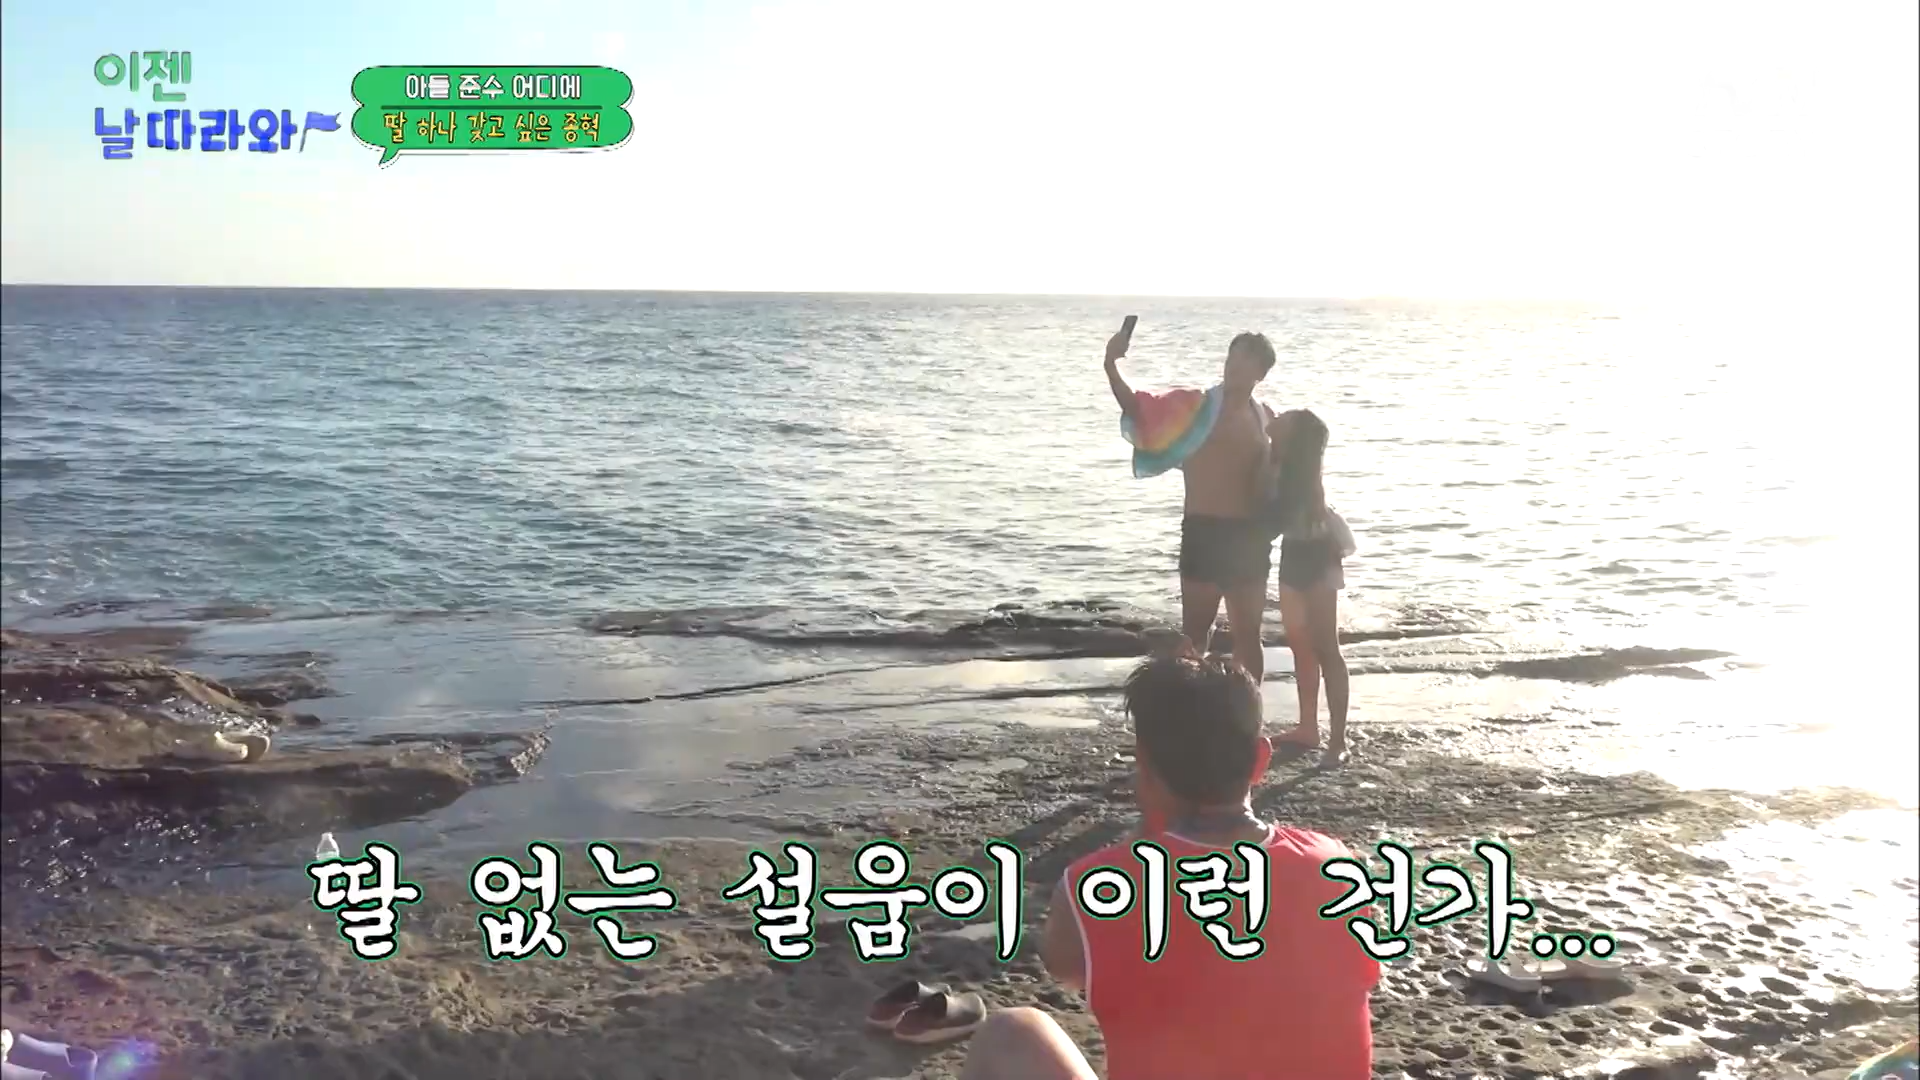 이젠
날 따라와
아들 준수 어디에
딸 하나 갖고 싶은 종혁
딸 없는 설움이 이런 건가...